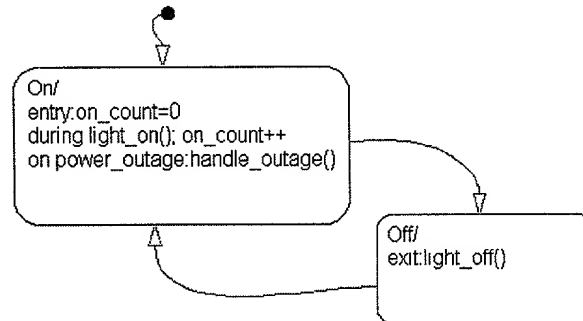 On/
entry:on_count=0
during light_on(); on_count++
on power_outage:handle_outage()
Off/
exit:light_off()